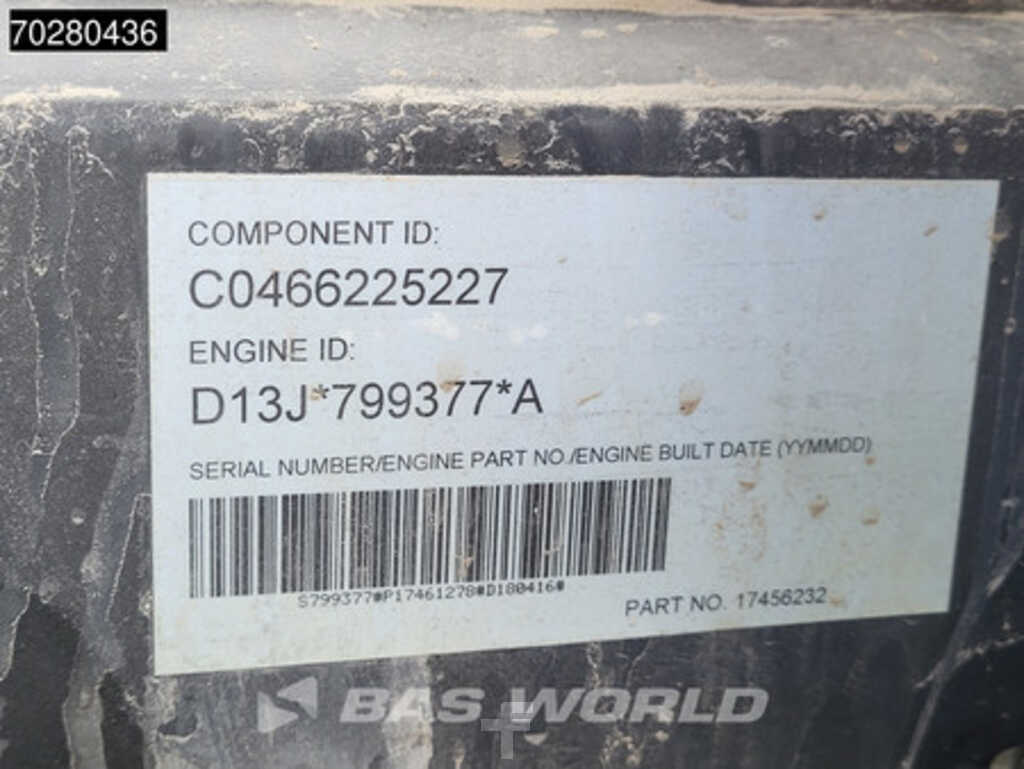 70280436
COMPONENT ID:
C0466225227
ENGINE ID:
D13J*799377*A
SERIAL NUMBER/ENGINE PART NO./ENGINE BUILT DATE (YYMMDD)
S799377#P17461278#D180416#
PART NO. 17456232
BAS WORLD